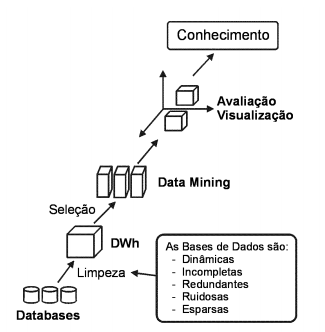 Conhecimento
Avaliação
Visualização
Data Mining
Seleção
DWh
Limpeza
As Bases de Dados são:
- Dinâmicas
- Incompletas
- Redundantes
- Ruidosas
- Esparsas
Databases